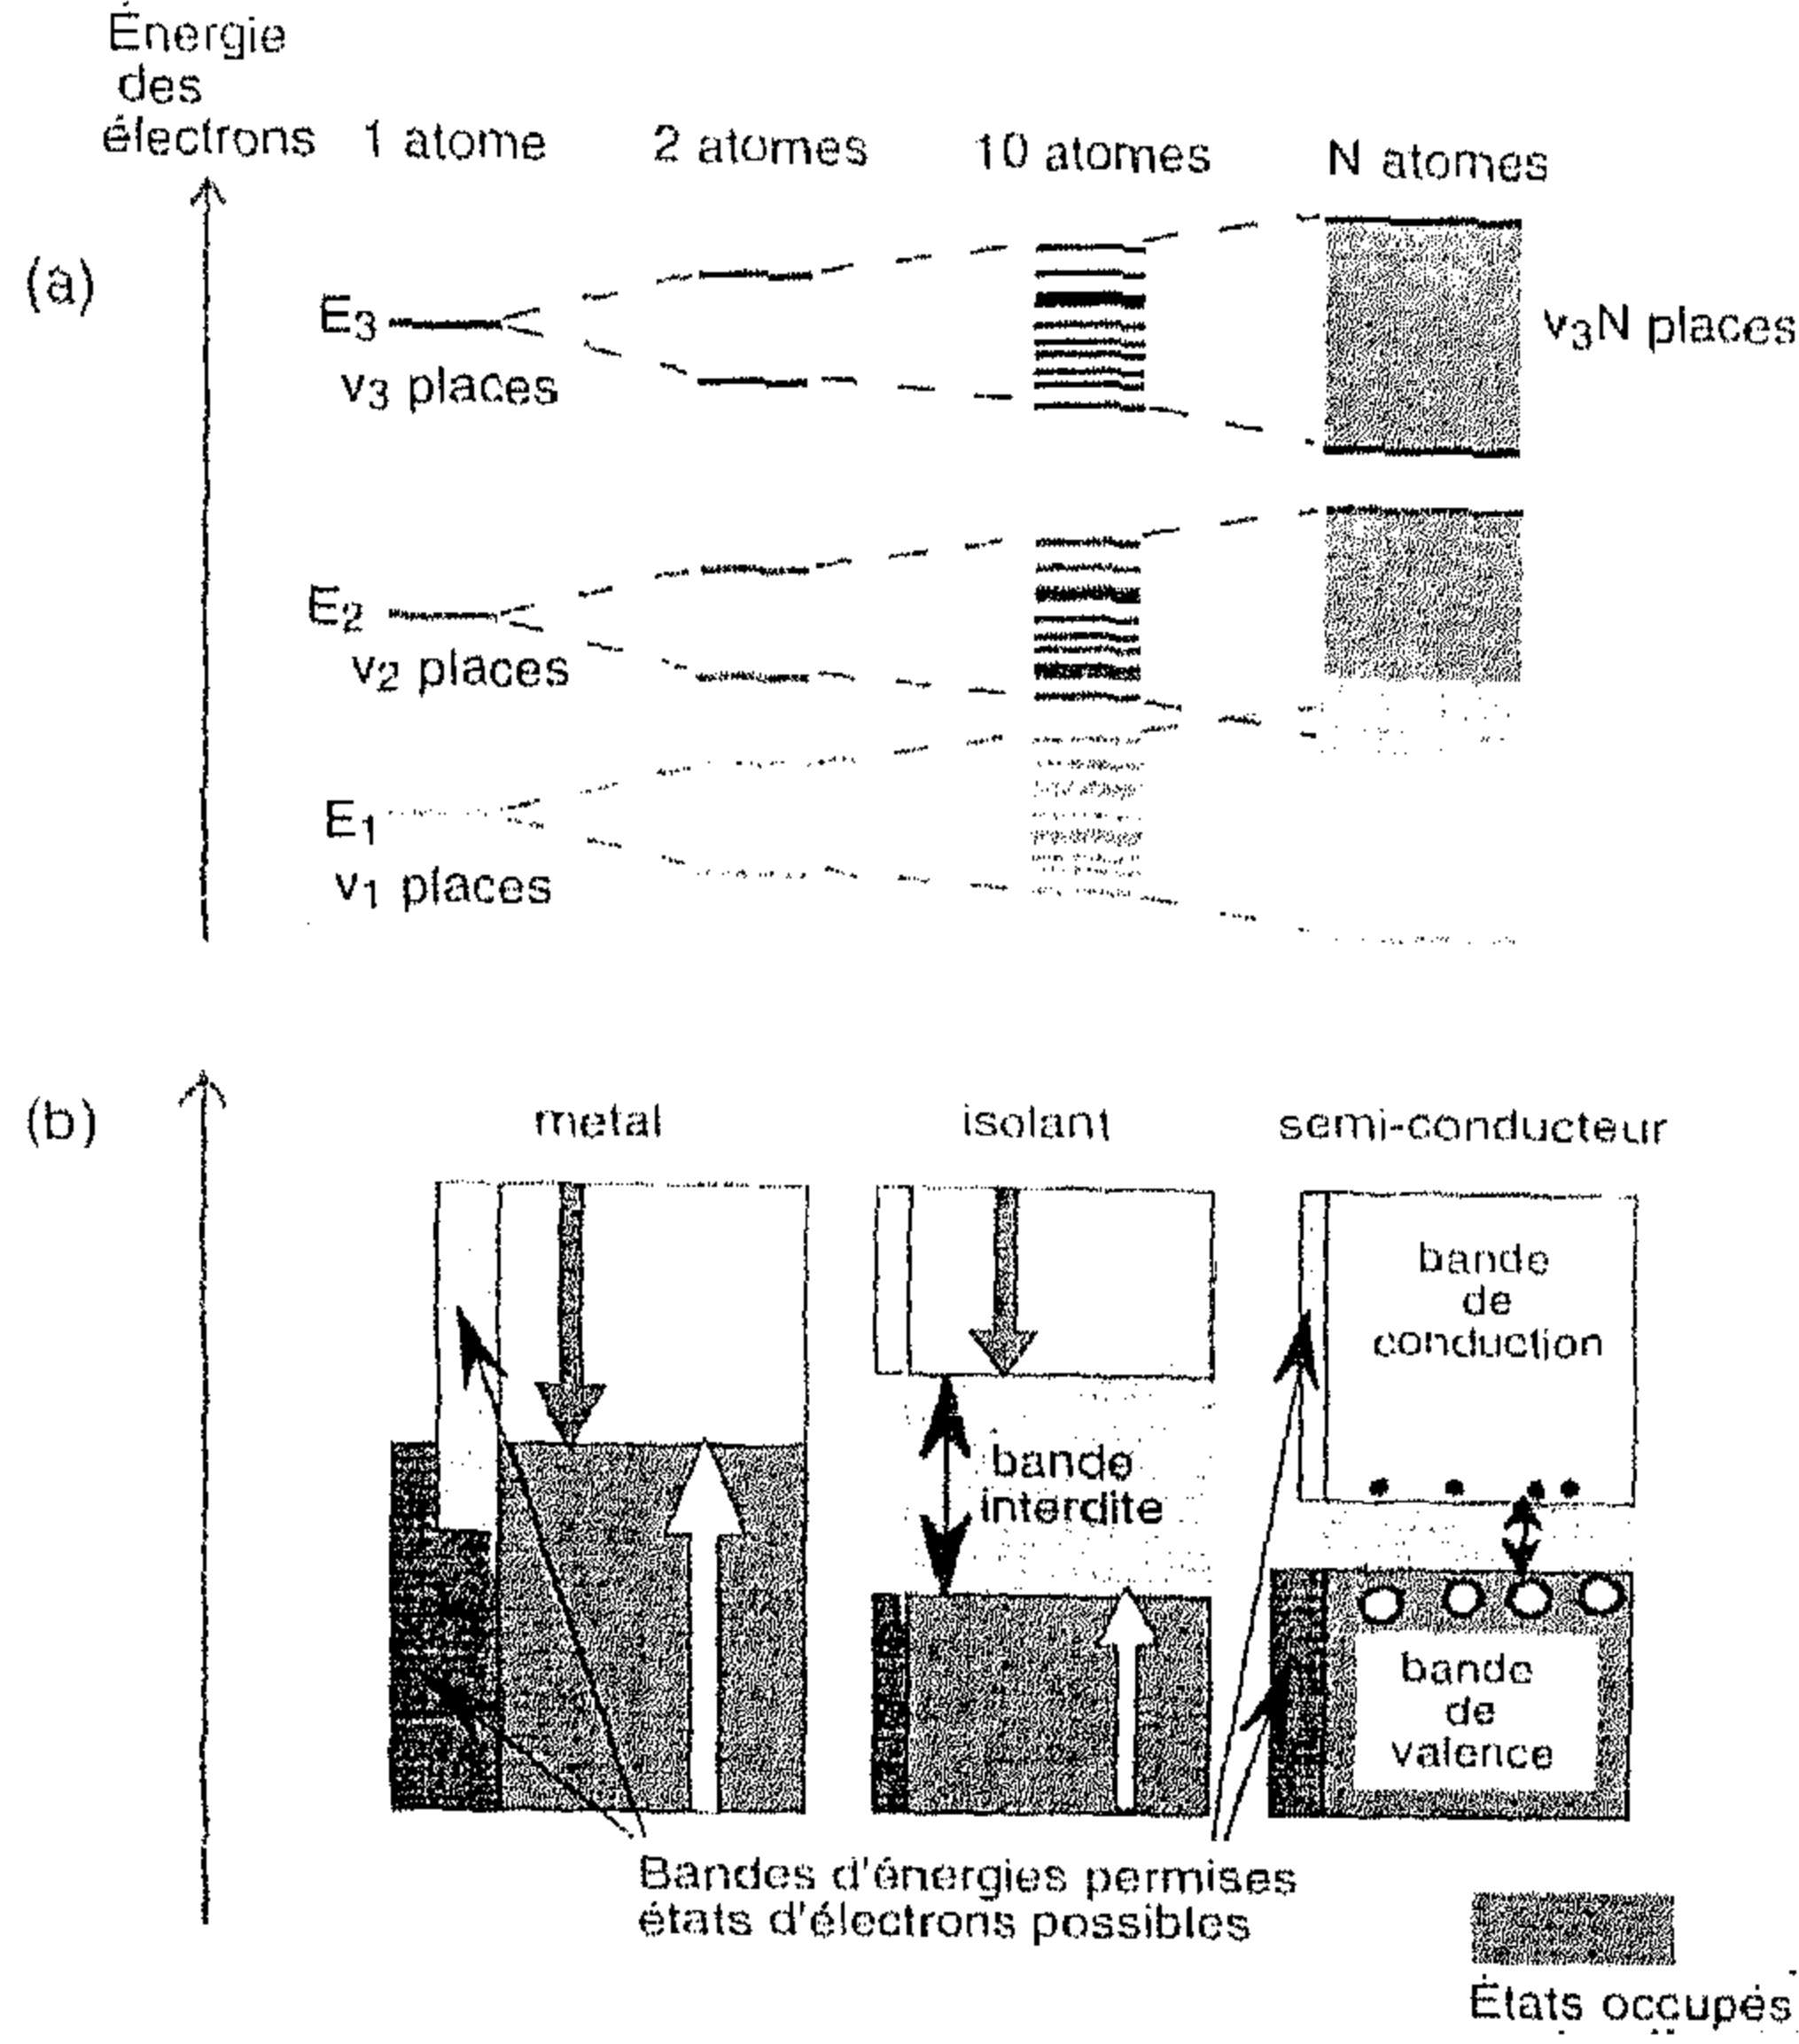 Énergie
des
électrons
1 atome
2 atomes
10 atomes
N atomes
(a)
E3
v3 places
v3N places
E2
v2 places
E1
v1 places
(b)
metal
isolant
semi-conducteur
bande
de
conduction
bande
interdite
bande
de
valence
Bandes d'énergies permises
états d'électrons possibles
États occupés